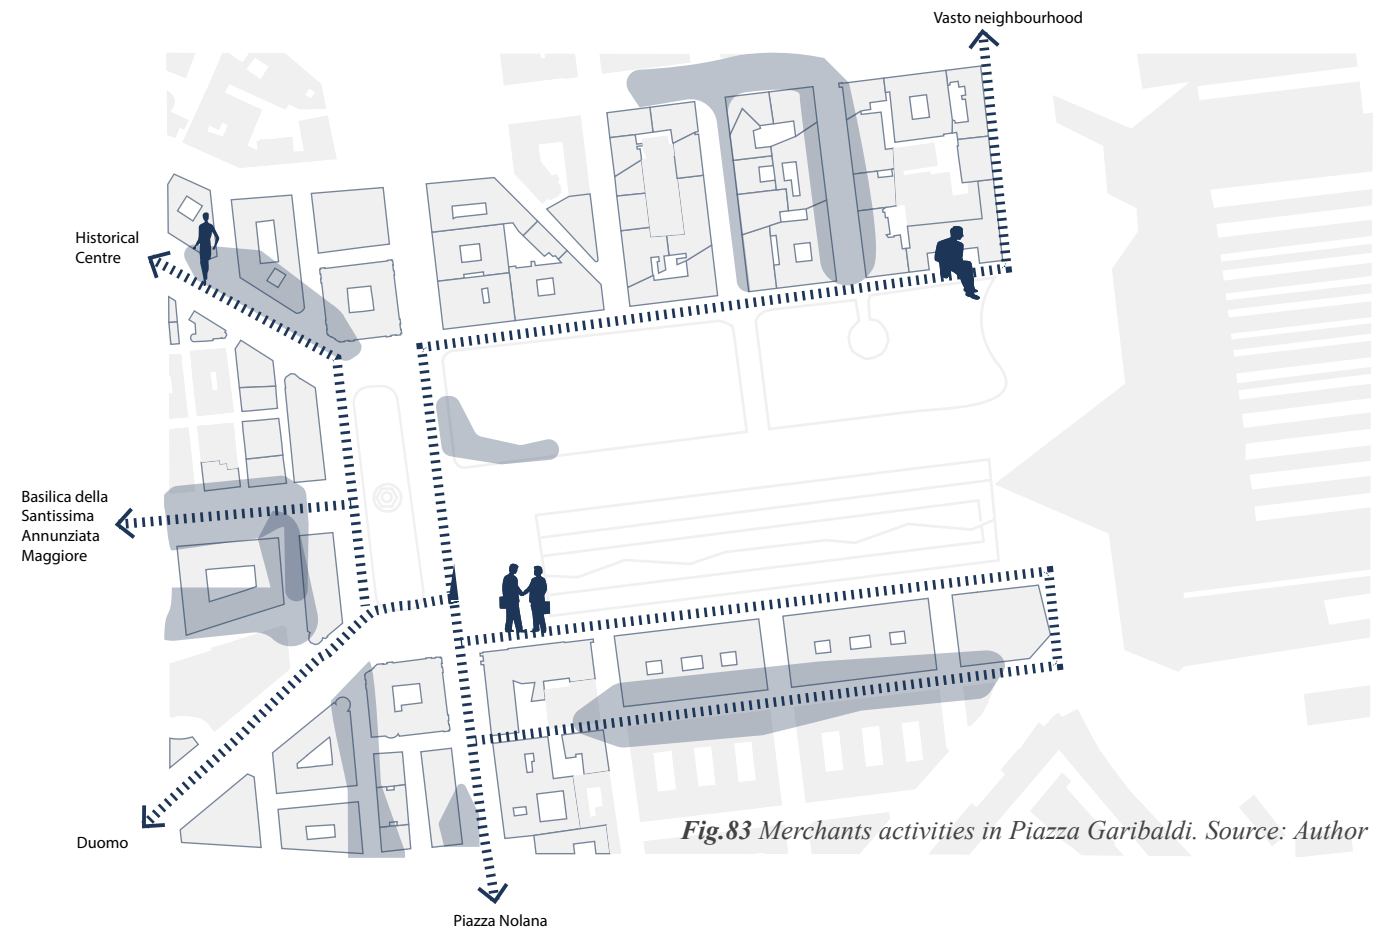 Vasto neighbourhood
Historical
Centre
Basilica della
Santissima
Annunziata
Maggiore
Fig.83 Merchants activities in Piazza Garibaldi. Source: Author
Duomo
Piazza Nolana